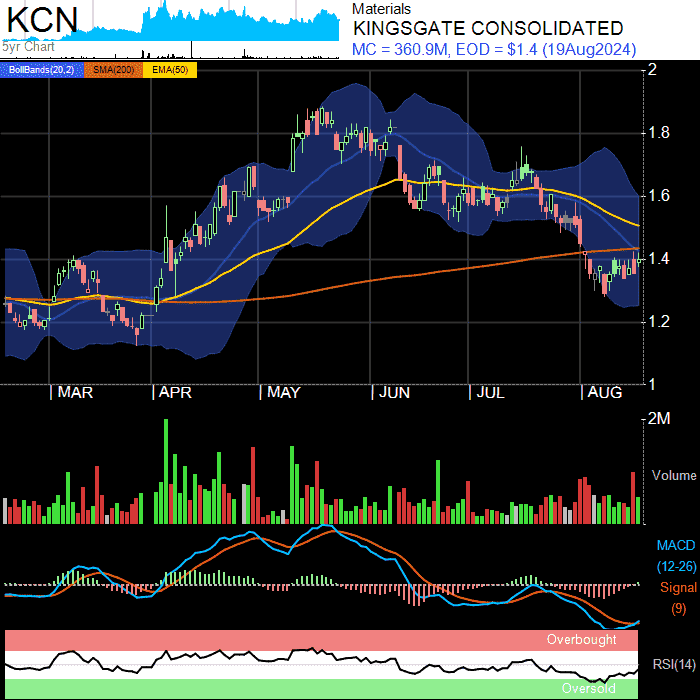 KCN
Materials
KINGSGATE CONSOLIDATED
MC = 360.9M, EOD = $1.4 (19Aug2024)
5yr Chart
BollBands(20,2) SMA(200) EMA(50)
2
1.8
1.6
1.4
1.2
1
MAR APR MAY JUN JUL AUG
2M
Volume
MACD
(12-26)
Signal
(9)
Overbought
RSI(14)
Oversold